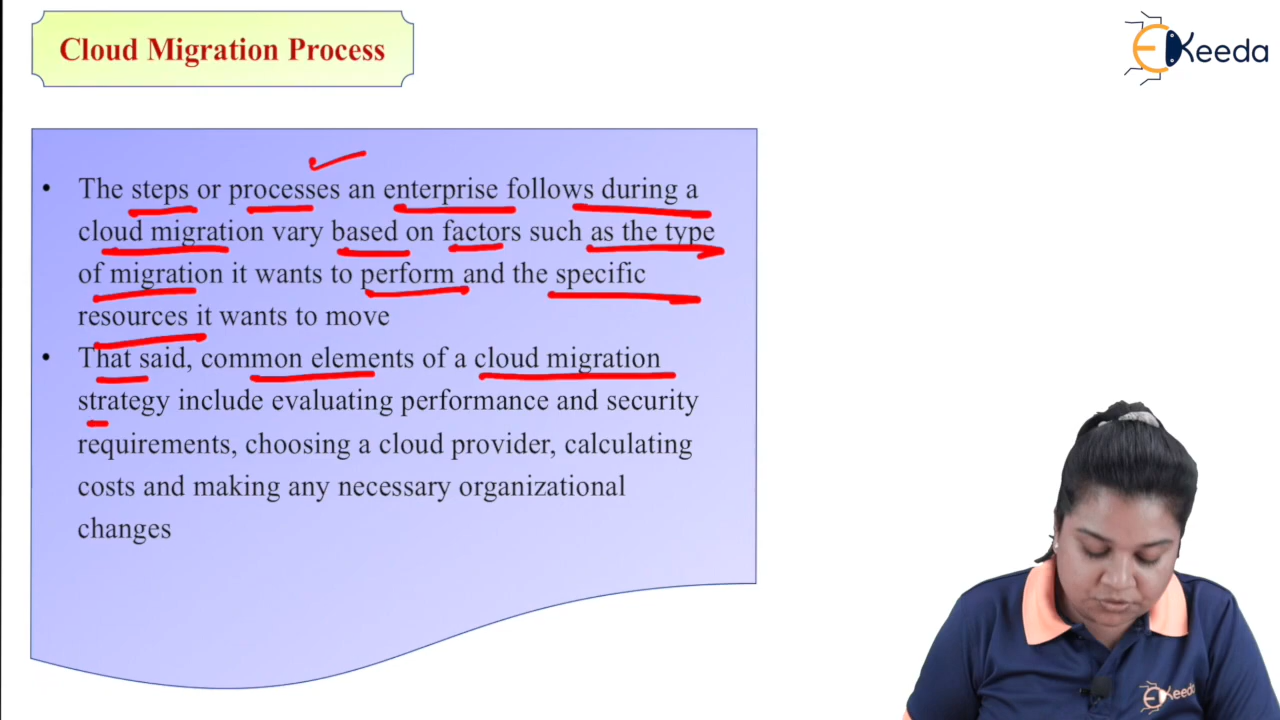 Cloud Migration Process
EKeeda
• The steps or processes an enterprise follows during a
cloud migration vary based on factors such as the type
of migration it wants to perform and the specific
resources it wants to move
• That said, common elements of a cloud migration
strategy include evaluating performance and security
requirements, choosing a cloud provider, calculating
costs and making any necessary organizational
changes
EKeeda